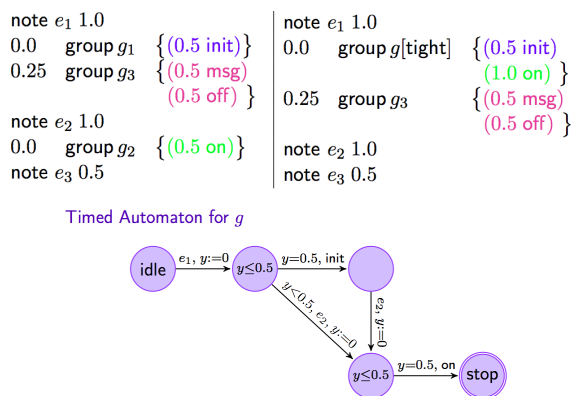 note e₁ 1.0
0.0 group g₁ {(0.5 init)}
0.25 group g₃ {(0.5 msg)
(0.5 off) }
note e₂ 1.0
0.0 group g₂ {(0.5 on)}
note e₃ 0.5
note e₁ 1.0
0.0 group g[tight] {(0.5 init)
(1.0 on) }
0.25 group g₃ {(0.5 msg)
(0.5 off) }
note e₂ 1.0
note e₃ 0.5
Timed Automaton for g
idle
e₁, y:=0
y≤0.5
y=0.5, init
y<0.5, e₂, y:=0
e₂, y:=0
y≤0.5
y=0.5, on
stop